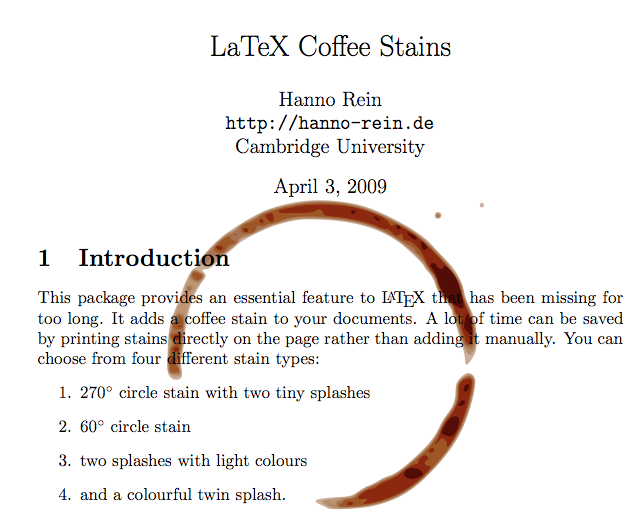 LaTeX Coffee Stains
Hanno Rein
http://hanno-rein.de
Cambridge University
April 3, 2009
1 Introduction
This package provides an essential feature to LATEX that has been missing for
too long. It adds a coffee stain to your documents. A lot of time can be saved
by printing stains directly on the page rather than adding it manually. You can
choose from four different stain types:
1. 270° circle stain with two tiny splashes
2. 60° circle stain
3. two splashes with light colours
4. and a colourful twin splash.